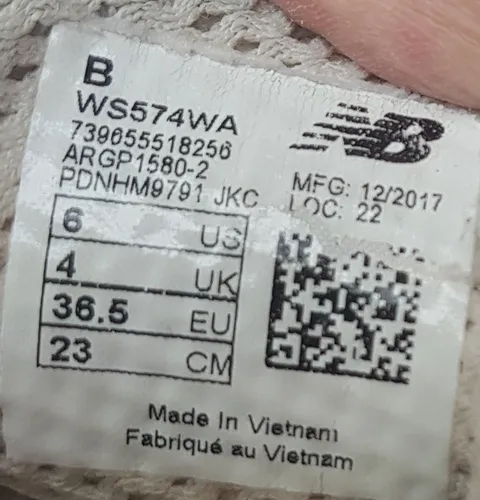 B
WS574WA
739655518256
ARGP1580-2
PDNHM9791 JKC
NB
MFG: 12/2017
LOC: 22
6 US
4 UK
36.5 EU
23 CM
Made In Vietnam
Fabriqué au Vietnam